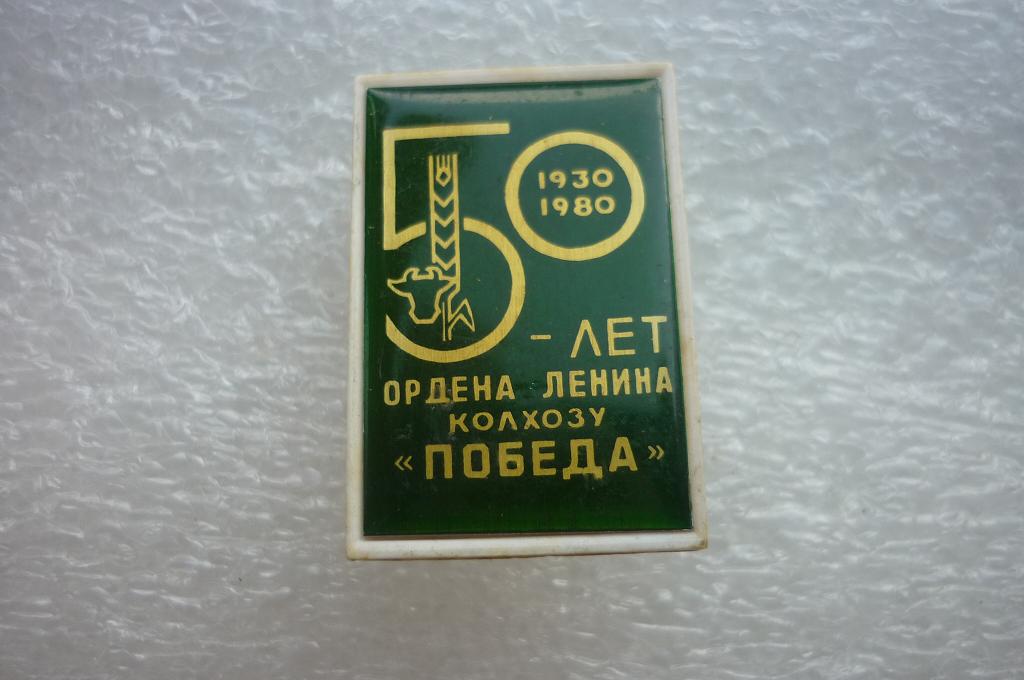 50
1930
1980
- ЛЕТ
ОРДЕНА ЛЕНИНА
КОЛХОЗУ
«ПОБЕДА»